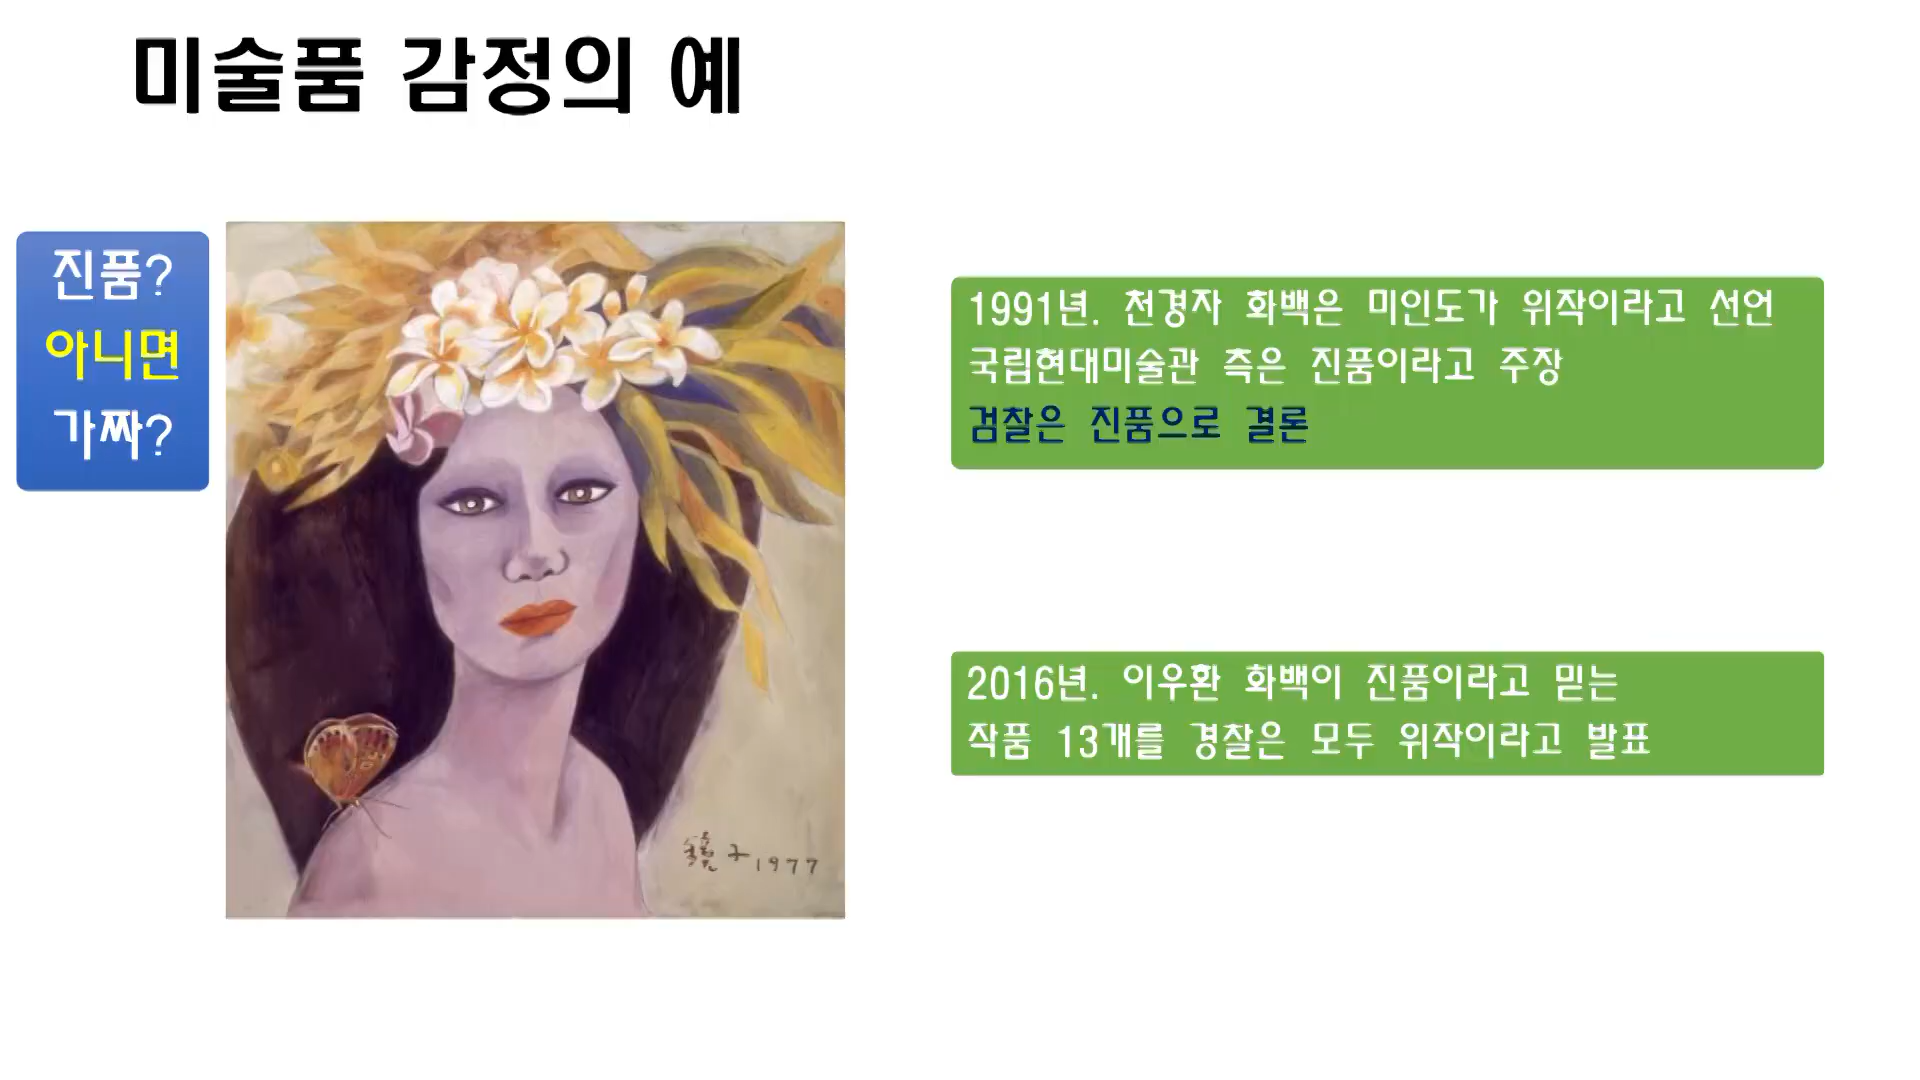 미술품 감정의 예
진품?
아니면
가짜?
1991년. 천경자 화백은 미인도가 위작이라고 선언
국립현대미술관 측은 진품이라고 주장
검찰은 진품으로 결론
2016년. 이우환 화백이 진품이라고 믿는
작품 13개를 경찰은 모두 위작이라고 발표
鏡子 1977